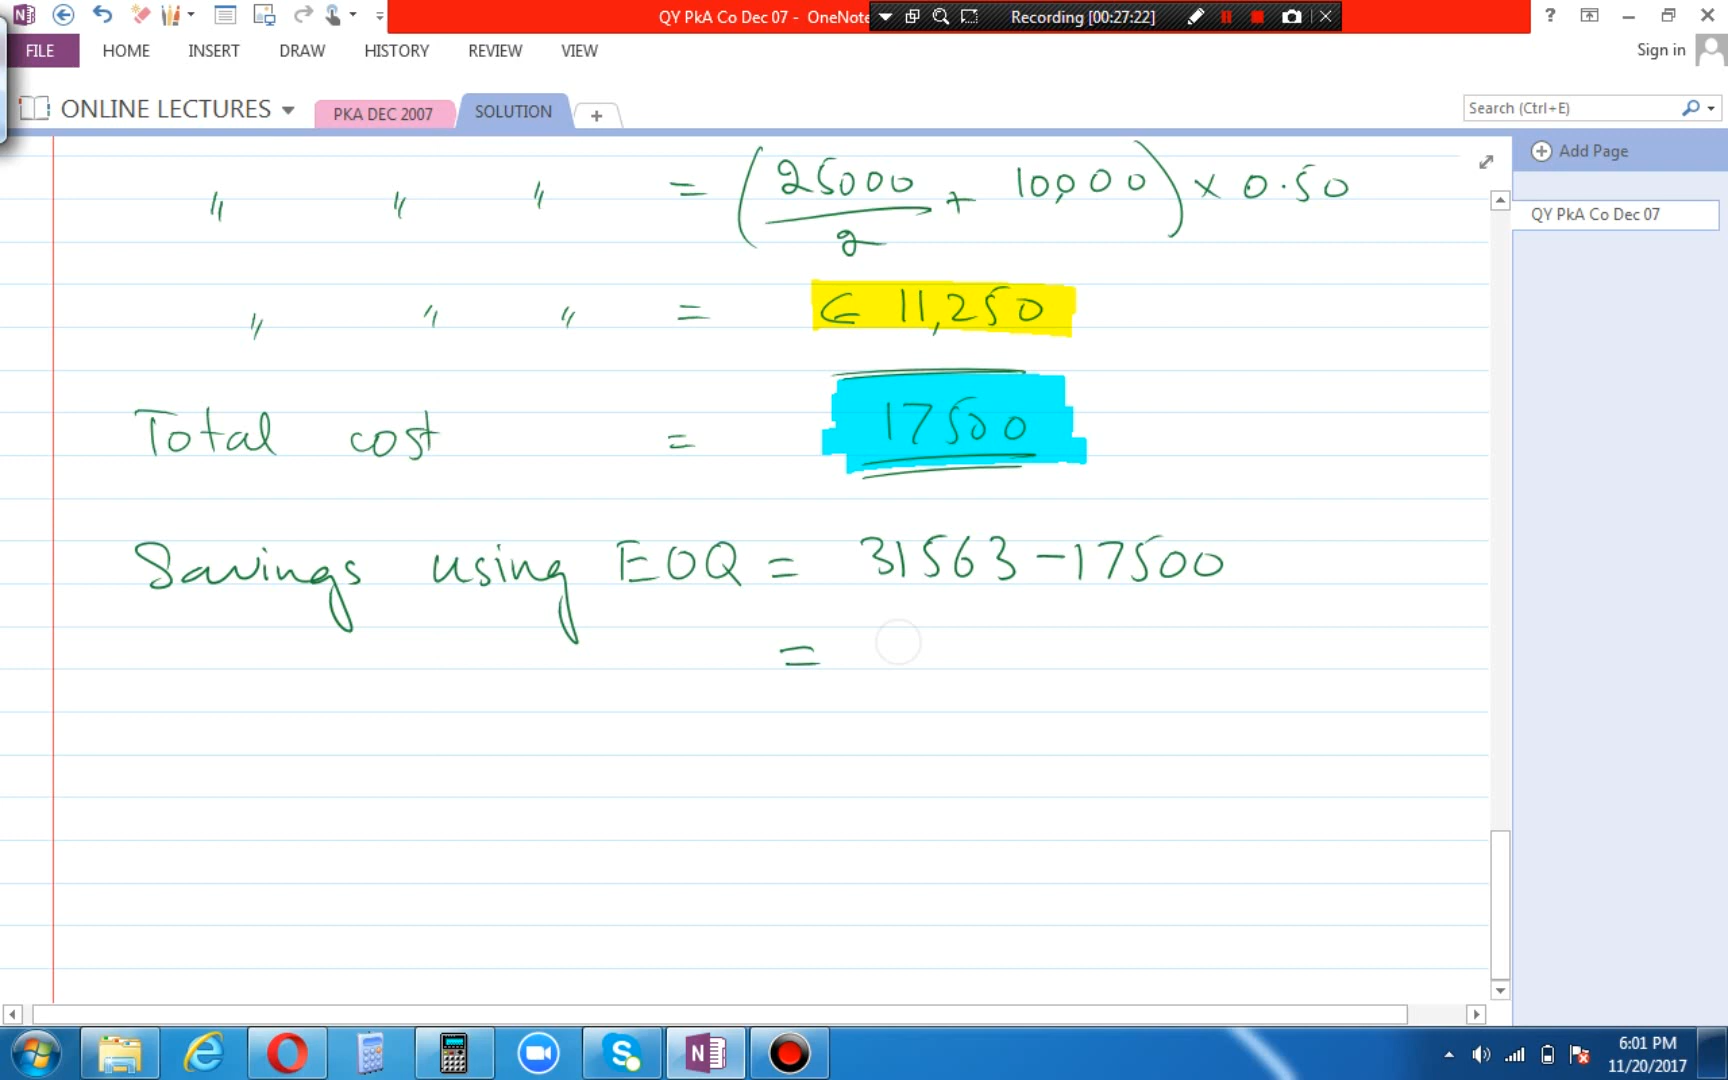 QY PkA Co Dec 07 - OneNote
Recording [00:27:22]
?
FILE HOME INSERT DRAW HISTORY REVIEW VIEW
Sign in
ONLINE LECTURES
PKA DEC 2007
SOLUTION
+
Search (Ctrl+E)
Add Page
QY PkA Co Dec 07
" " " = (25000/2 + 10,000) × 0.50
" " " = € 11,250
Total cost = 17500
Savings using EOQ = 31563-17500
=
6:01 PM
11/20/2017